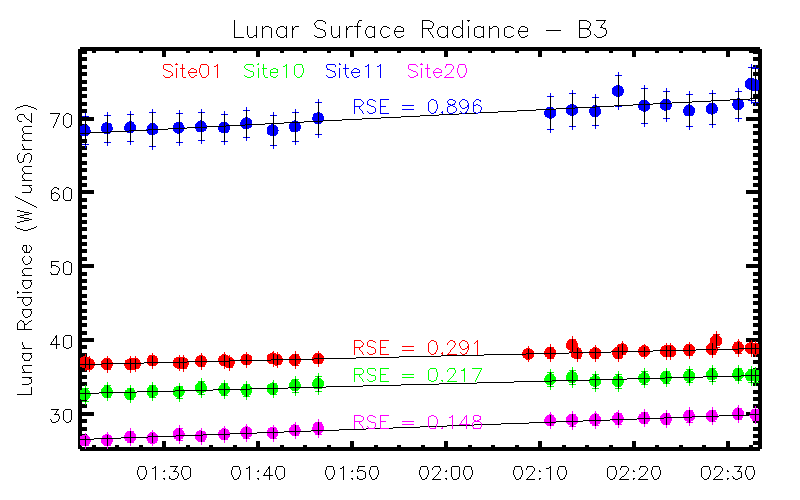 Lunar Surface Radiance – B3
Site01 Site10 Site11 Site20
Lunar Radiance (W/umSrm2)
70
60
50
40
30
RSE = 0.896
RSE = 0.291
RSE = 0.217
RSE = 0.148
01:30 01:40 01:50 02:00 02:10 02:20 02:30